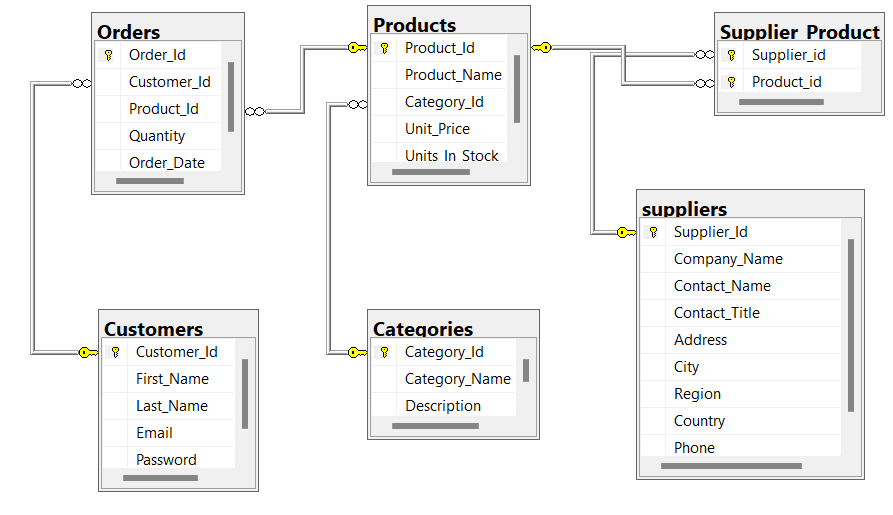 Orders
Order_Id
Customer_Id
Product_Id
Quantity
Order_Date
Products
Product_Id
Product_Name
Category_Id
Unit_Price
Units_In_Stock
Supplier_Product
Supplier_id
Product_id
suppliers
Supplier_Id
Company_Name
Contact_Name
Contact_Title
Address
City
Region
Country
Phone
Customers
Customer_Id
First_Name
Last_Name
Email
Password
Categories
Category_Id
Category_Name
Description